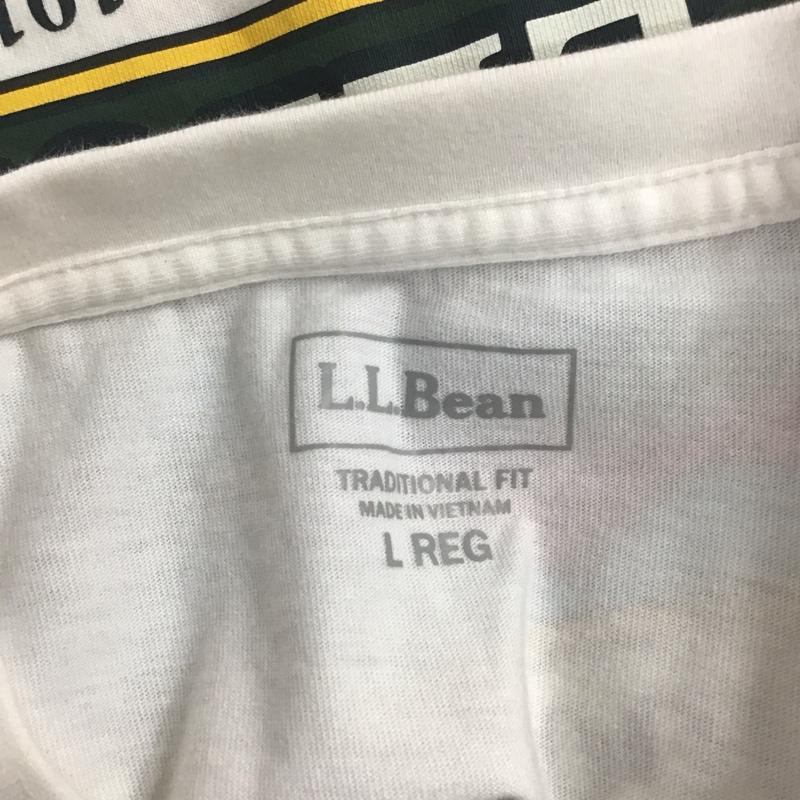 L.L.Bean
TRADITIONAL FIT
MADE IN VIETNAM
L REG